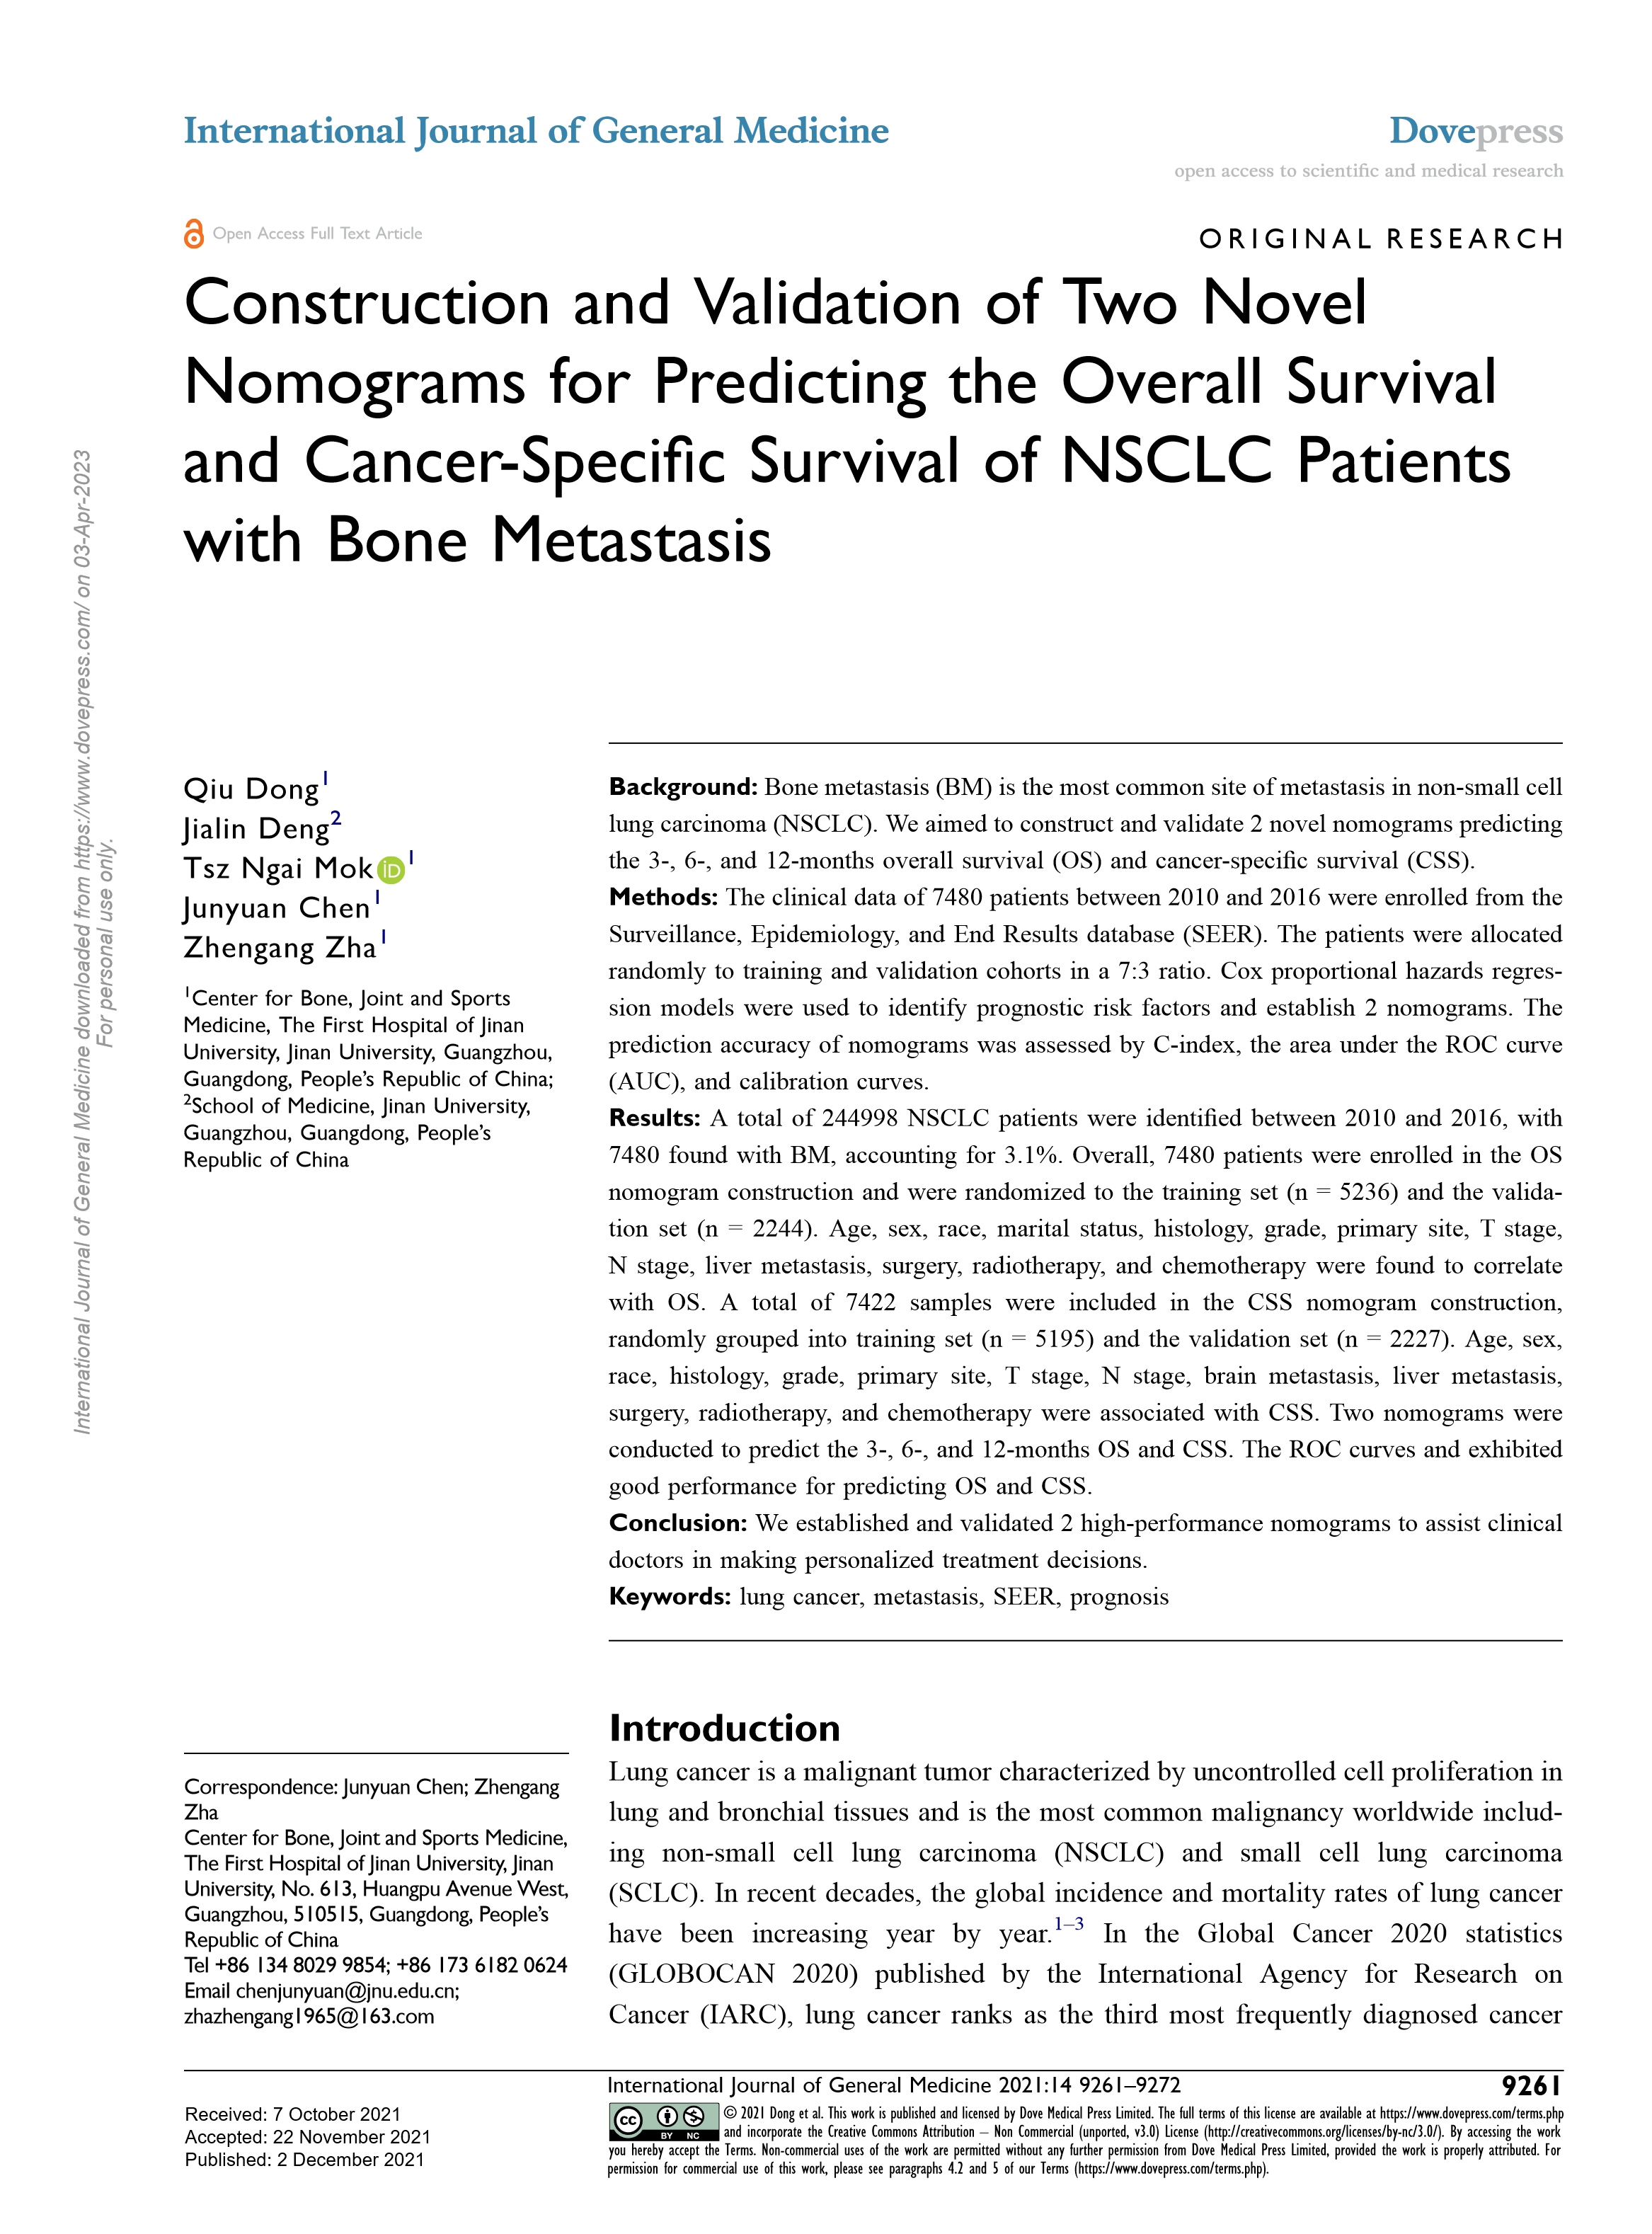 International Journal of General Medicine
Dovepress
open access to scientific and medical research
Open Access Full Text Article
ORIGINAL RESEARCH
Construction and Validation of Two Novel
Nomograms for Predicting the Overall Survival
and Cancer-Specific Survival of NSCLC Patients
with Bone Metastasis
International Journal of General Medicine downloaded from https://www.dovepress.com/ on 03-Apr-2023
For personal use only.
Qiu Dong1
Jialin Deng2
Tsz Ngai Mok iD 1
Junyuan Chen1
Zhengang Zha1
1Center for Bone, Joint and Sports
Medicine, The First Hospital of Jinan
University, Jinan University, Guangzhou,
Guangdong, People's Republic of China;
2School of Medicine, Jinan University,
Guangzhou, Guangdong, People's
Republic of China
Background: Bone metastasis (BM) is the most common site of metastasis in non-small cell
lung carcinoma (NSCLC). We aimed to construct and validate 2 novel nomograms predicting
the 3-, 6-, and 12-months overall survival (OS) and cancer-specific survival (CSS).
Methods: The clinical data of 7480 patients between 2010 and 2016 were enrolled from the
Surveillance, Epidemiology, and End Results database (SEER). The patients were allocated
randomly to training and validation cohorts in a 7:3 ratio. Cox proportional hazards regres-
sion models were used to identify prognostic risk factors and establish 2 nomograms. The
prediction accuracy of nomograms was assessed by C-index, the area under the ROC curve
(AUC), and calibration curves.
Results: A total of 244998 NSCLC patients were identified between 2010 and 2016, with
7480 found with BM, accounting for 3.1%. Overall, 7480 patients were enrolled in the OS
nomogram construction and were randomized to the training set (n = 5236) and the valida-
tion set (n = 2244). Age, sex, race, marital status, histology, grade, primary site, T stage,
N stage, liver metastasis, surgery, radiotherapy, and chemotherapy were found to correlate
with OS. A total of 7422 samples were included in the CSS nomogram construction,
randomly grouped into training set (n = 5195) and the validation set (n = 2227). Age, sex,
race, histology, grade, primary site, T stage, N stage, brain metastasis, liver metastasis,
surgery, radiotherapy, and chemotherapy were associated with CSS. Two nomograms were
conducted to predict the 3-, 6-, and 12-months OS and CSS. The ROC curves and exhibited
good performance for predicting OS and CSS.
Conclusion: We established and validated 2 high-performance nomograms to assist clinical
doctors in making personalized treatment decisions.
Keywords: lung cancer, metastasis, SEER, prognosis
Introduction
Lung cancer is a malignant tumor characterized by uncontrolled cell proliferation in
lung and bronchial tissues and is the most common malignancy worldwide includ-
ing non-small cell lung carcinoma (NSCLC) and small cell lung carcinoma
(SCLC). In recent decades, the global incidence and mortality rates of lung cancer
have been increasing year by year.1–3 In the Global Cancer 2020 statistics
(GLOBOCAN 2020) published by the International Agency for Research on
Cancer (IARC), lung cancer ranks as the third most frequently diagnosed cancer
Correspondence: Junyuan Chen; Zhengang
Zha
Center for Bone, Joint and Sports Medicine,
The First Hospital of Jinan University, Jinan
University, No. 613, Huangpu Avenue West,
Guangzhou, 510515, Guangdong, People's
Republic of China
Tel +86 134 8029 9854; +86 173 6182 0624
Email chenjunyuan@jnu.edu.cn;
zhazhengang1965@163.com
Received: 7 October 2021
Accepted: 22 November 2021
Published: 2 December 2021
International Journal of General Medicine 2021:14 9261–9272
9261
cc BY NC
© 2021 Dong et al. This work is published and licensed by Dove Medical Press Limited. The full terms of this license are available at https://www.dovepress.com/terms.php
and incorporate the Creative Commons Attribution – Non Commercial (unported, v3.0) License (http://creativecommons.org/licenses/by-nc/3.0/). By accessing the work
you hereby accept the Terms. Non-commercial uses of the work are permitted without any further permission from Dove Medical Press Limited, provided the work is properly attributed. For
permission for commercial use of this work, please see paragraphs 4.2 and 5 of our Terms (https://www.dovepress.com/terms.php).